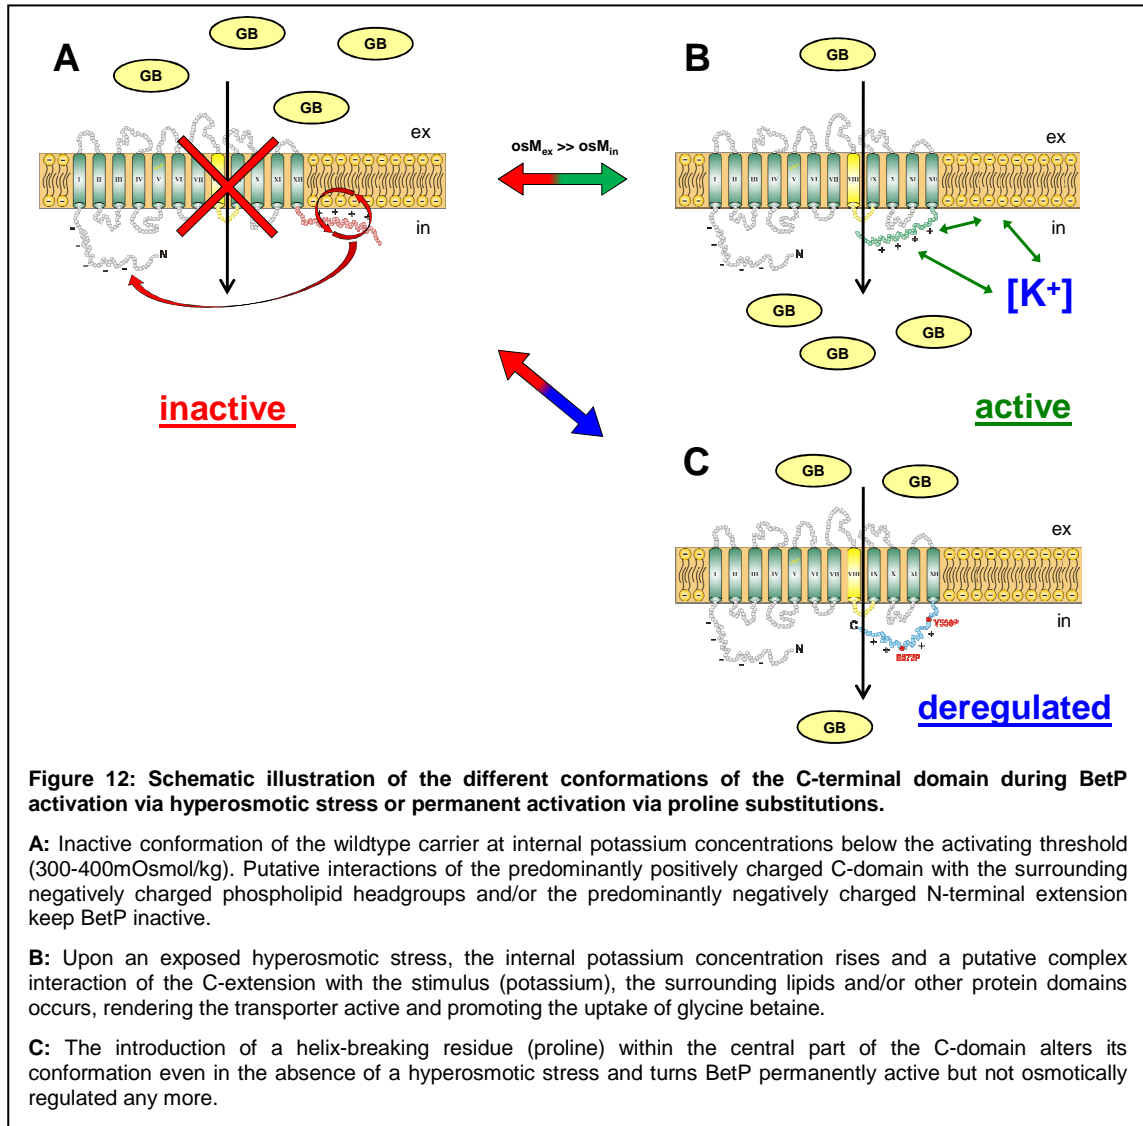 A
GB
GB
GB
GB
ex
in
I II III IV V VI VII IX X XI XII
+ + + +
- - - -
N
inactive
osM_ex >> osM_in
B
GB
ex
in
I II III IV V VI VII VIII IX X XI XII
- - - -
N
+ + + +
[K+]
GB
GB
GB
active
C
GB
GB
ex
in
I II III IV V VI VII VIII IX X XI XII
- - - -
N
C
+ + + +
GB
deregulated
Figure 12: Schematic illustration of the different conformations of the C-terminal domain during BetP
activation via hyperosmotic stress or permanent activation via proline substitutions.
A: Inactive conformation of the wildtype carrier at internal potassium concentrations below the activating threshold
(300-400mOsmol/kg). Putative interactions of the predominantly positively charged C-domain with the surrounding
negatively charged phospholipid headgroups and/or the predominantly negatively charged N-terminal extension
keep BetP inactive.
B: Upon an exposed hyperosmotic stress, the internal potassium concentration rises and a putative complex
interaction of the C-extension with the stimulus (potassium), the surrounding lipids and/or other protein domains
occurs, rendering the transporter active and promoting the uptake of glycine betaine.
C: The introduction of a helix-breaking residue (proline) within the central part of the C-domain alters its
conformation even in the absence of a hyperosmotic stress and turns BetP permanently active but not osmotically
regulated any more.